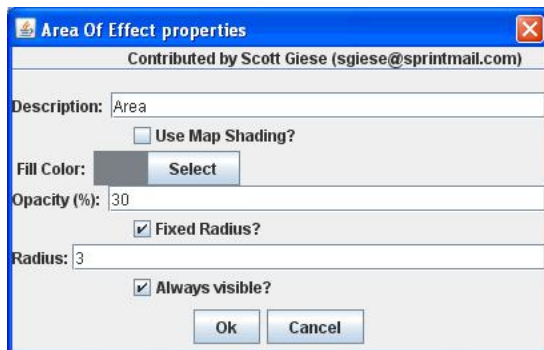 Area Of Effect properties
Contributed by Scott Giese (sgiese@sprintmail.com)
Description: Area
Use Map Shading?
Fill Color: Select
Opacity (%): 30
Fixed Radius?
Radius: 3
Always visible?
Ok Cancel